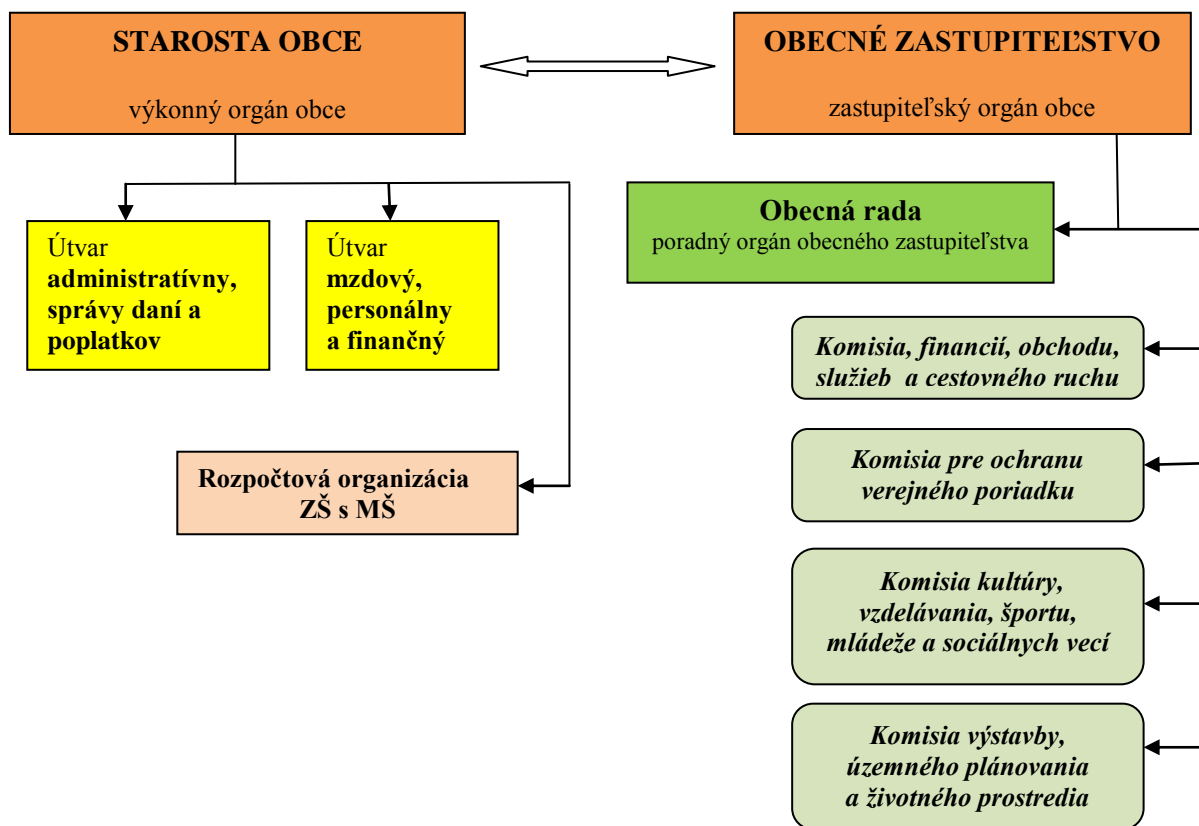 STAROSTA OBCE
výkonný orgán obce
OBECNÉ ZASTUPITEĽSTVO
zastupiteľský orgán obce
Útvar
administratívny,
správy daní a
poplatkov
Útvar
mzdový,
personálny
a finančný
Obecná rada
poradný orgán obecného zastupiteľstva
Rozpočtová organizácia
ZŠ s MŠ
Komisia, financií, obchodu,
služieb a cestovného ruchu
Komisia pre ochranu
verejného poriadku
Komisia kultúry,
vzdelávania, športu,
mládeže a sociálnych vecí
Komisia výstavby,
územného plánovania
a životného prostredia